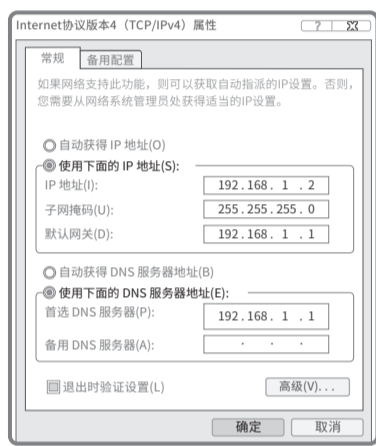 Internet协议版本4（TCP/IPv4）属性
?
常规 备用配置
如果网络支持此功能，则可以获取自动指派的IP设置。否则，
您需要从网络系统管理员处获得适当的IP设置。
自动获得 IP 地址(O)
使用下面的 IP 地址(S):
IP 地址(I): 192.168. 1 . 2
子网掩码(U): 255.255.255. 0
默认网关(D): 192.168. 1 . 1
自动获得 DNS 服务器地址(B)
使用下面的 DNS 服务器地址(E):
首选 DNS 服务器(P): 192.168. 1 . 1
备用 DNS 服务器(A): . . .
退出时验证设置(L) 高级(V)...
确定 取消